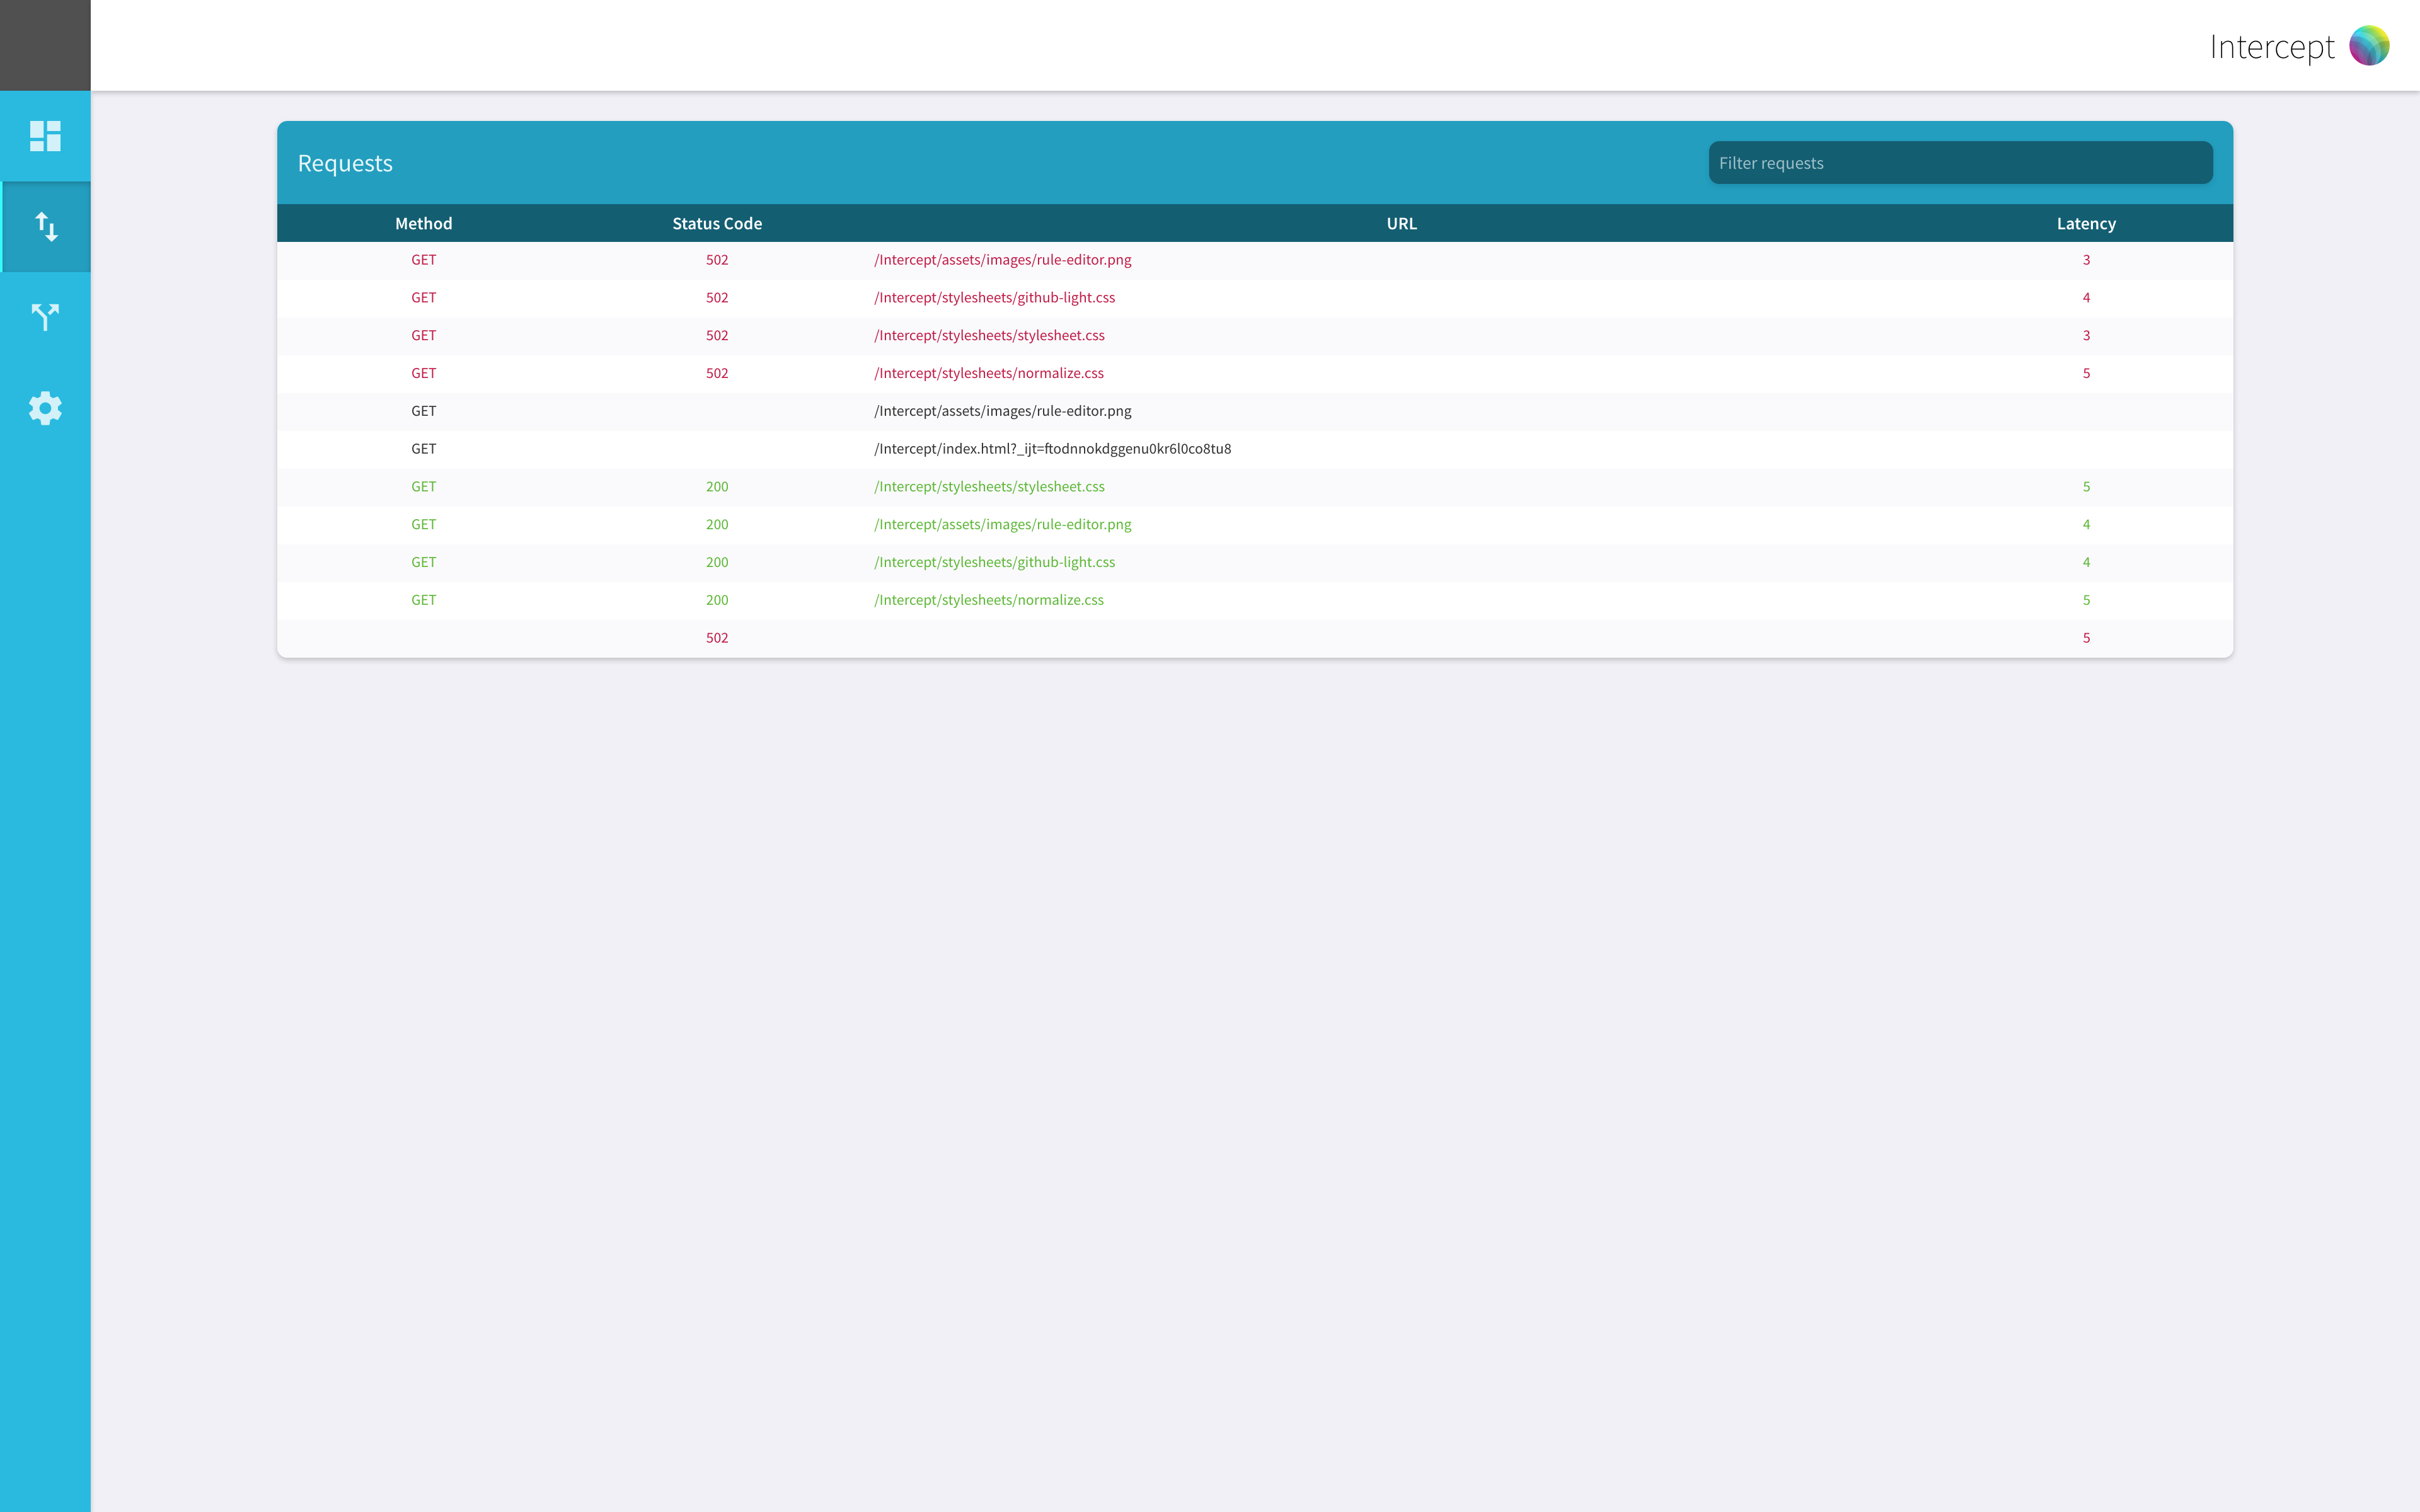 Intercept
Requests
Filter requests
Method Status Code URL Latency
GET 502 /Intercept/assets/images/rule-editor.png 3
GET 502 /Intercept/stylesheets/github-light.css 4
GET 502 /Intercept/stylesheets/stylesheet.css 3
GET 502 /Intercept/stylesheets/normalize.css 5
GET /Intercept/assets/images/rule-editor.png
GET /Intercept/index.html?_ijt=ftodnnokdggenu0kr6l0co8tu8
GET 200 /Intercept/stylesheets/stylesheet.css 5
GET 200 /Intercept/assets/images/rule-editor.png 4
GET 200 /Intercept/stylesheets/github-light.css 4
GET 200 /Intercept/stylesheets/normalize.css 5
502 5